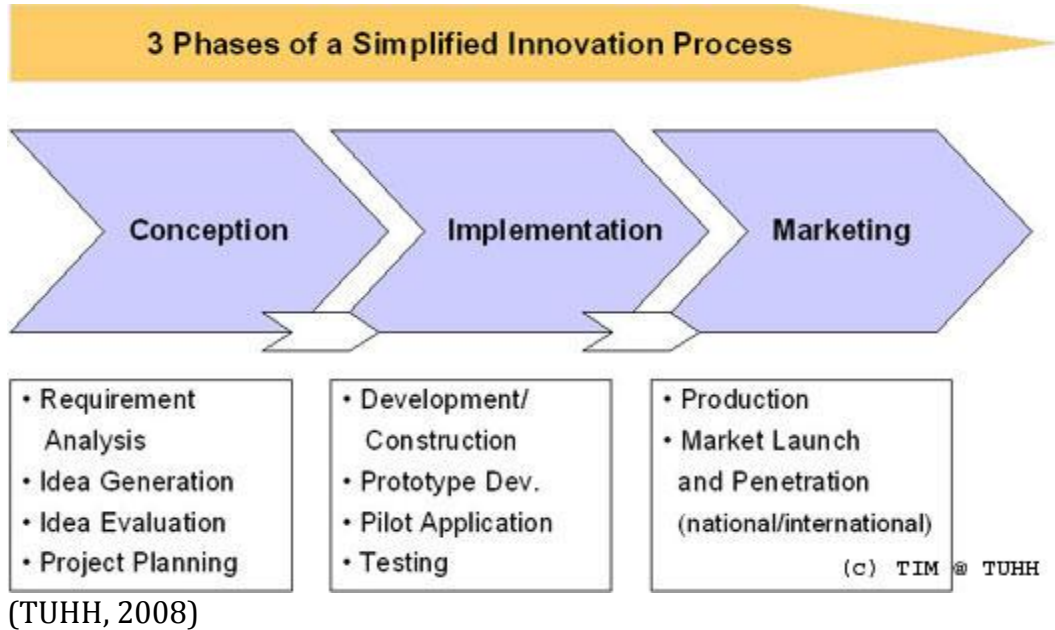 3 Phases of a Simplified Innovation Process
Conception
Implementation
Marketing
• Requirement
Analysis
• Idea Generation
• Idea Evaluation
• Project Planning
• Development/
Construction
• Prototype Dev.
• Pilot Application
• Testing
• Production
• Market Launch
and Penetration
(national/international)
(c) TIM @ TUHH
(TUHH, 2008)